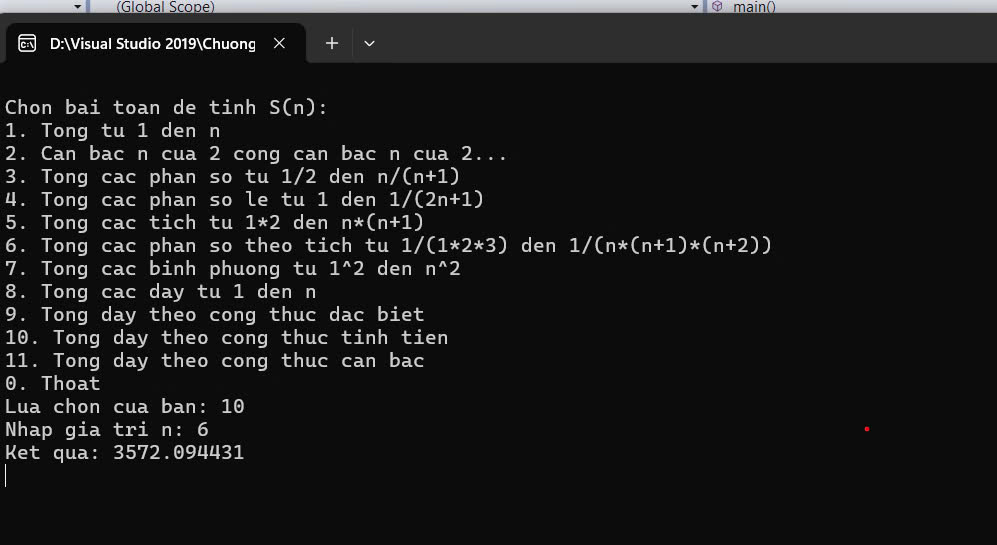 (Global Scope)
main()
D:\Visual Studio 2019\Chuong
Chon bai toan de tinh S(n):
1. Tong tu 1 den n
2. Can bac n cua 2 cong can bac n cua 2...
3. Tong cac phan so tu 1/2 den n/(n+1)
4. Tong cac phan so le tu 1 den 1/(2n+1)
5. Tong cac tich tu 1*2 den n*(n+1)
6. Tong cac phan so theo tich tu 1/(1*2*3) den 1/(n*(n+1)*(n+2))
7. Tong cac binh phuong tu 1^2 den n^2
8. Tong cac day tu 1 den n
9. Tong day theo cong thuc dac biet
10. Tong day theo cong thuc tinh tien
11. Tong day theo cong thuc can bac
0. Thoat
Lua chon cua ban: 10
Nhap gia tri n: 6
Ket qua: 3572.094431